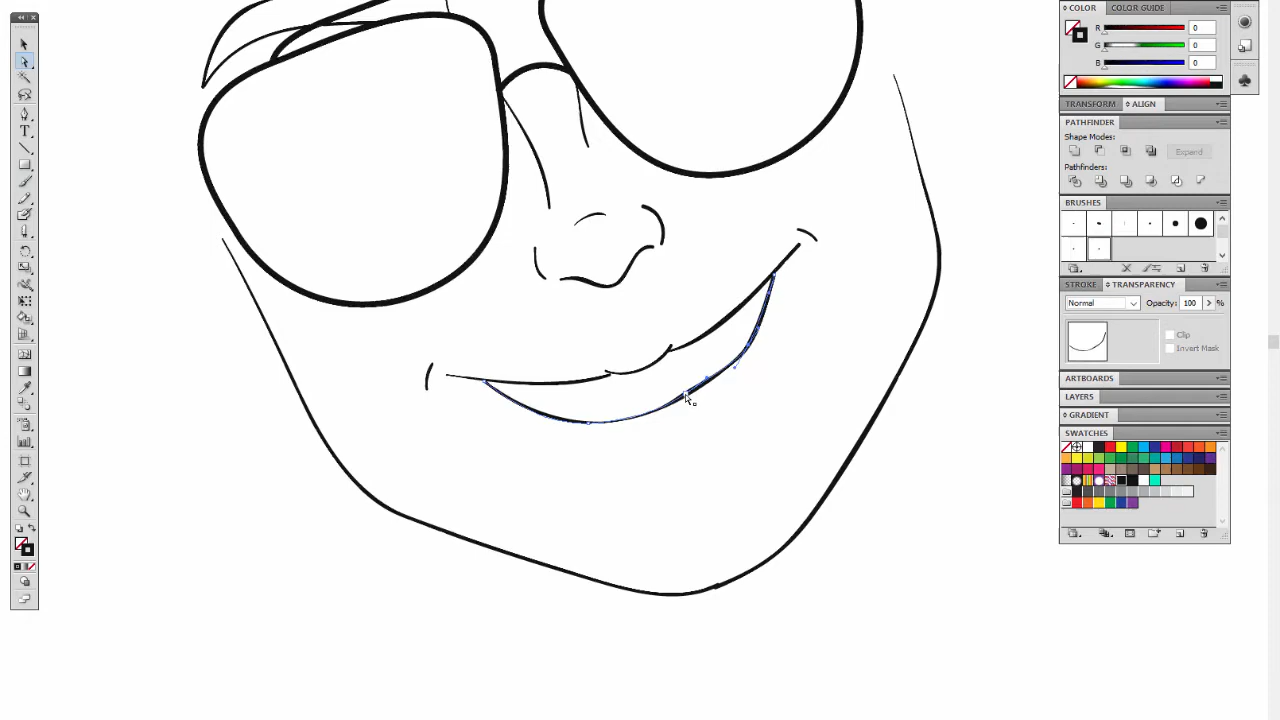 COLOR COLOR GUIDE
R 0
G 0
B 0
TRANSFORM ALIGN
PATHFINDER
Shape Modes:
Expand
Pathfinders:
BRUSHES
STROKE TRANSPARENCY
Normal Opacity: 100 %
Clip
Invert Mask
ARTBOARDS
LAYERS
GRADIENT
SWATCHES